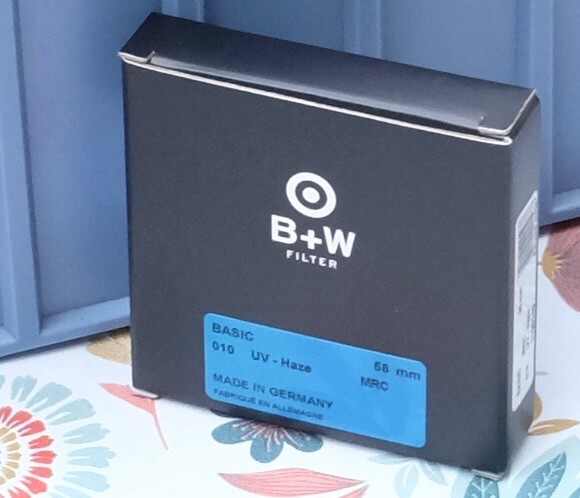 B+W
FILTER
BASIC
010 UV - Haze 58 mm
MRC
MADE IN GERMANY
FABRIQUÉ EN ALLEMAGNE